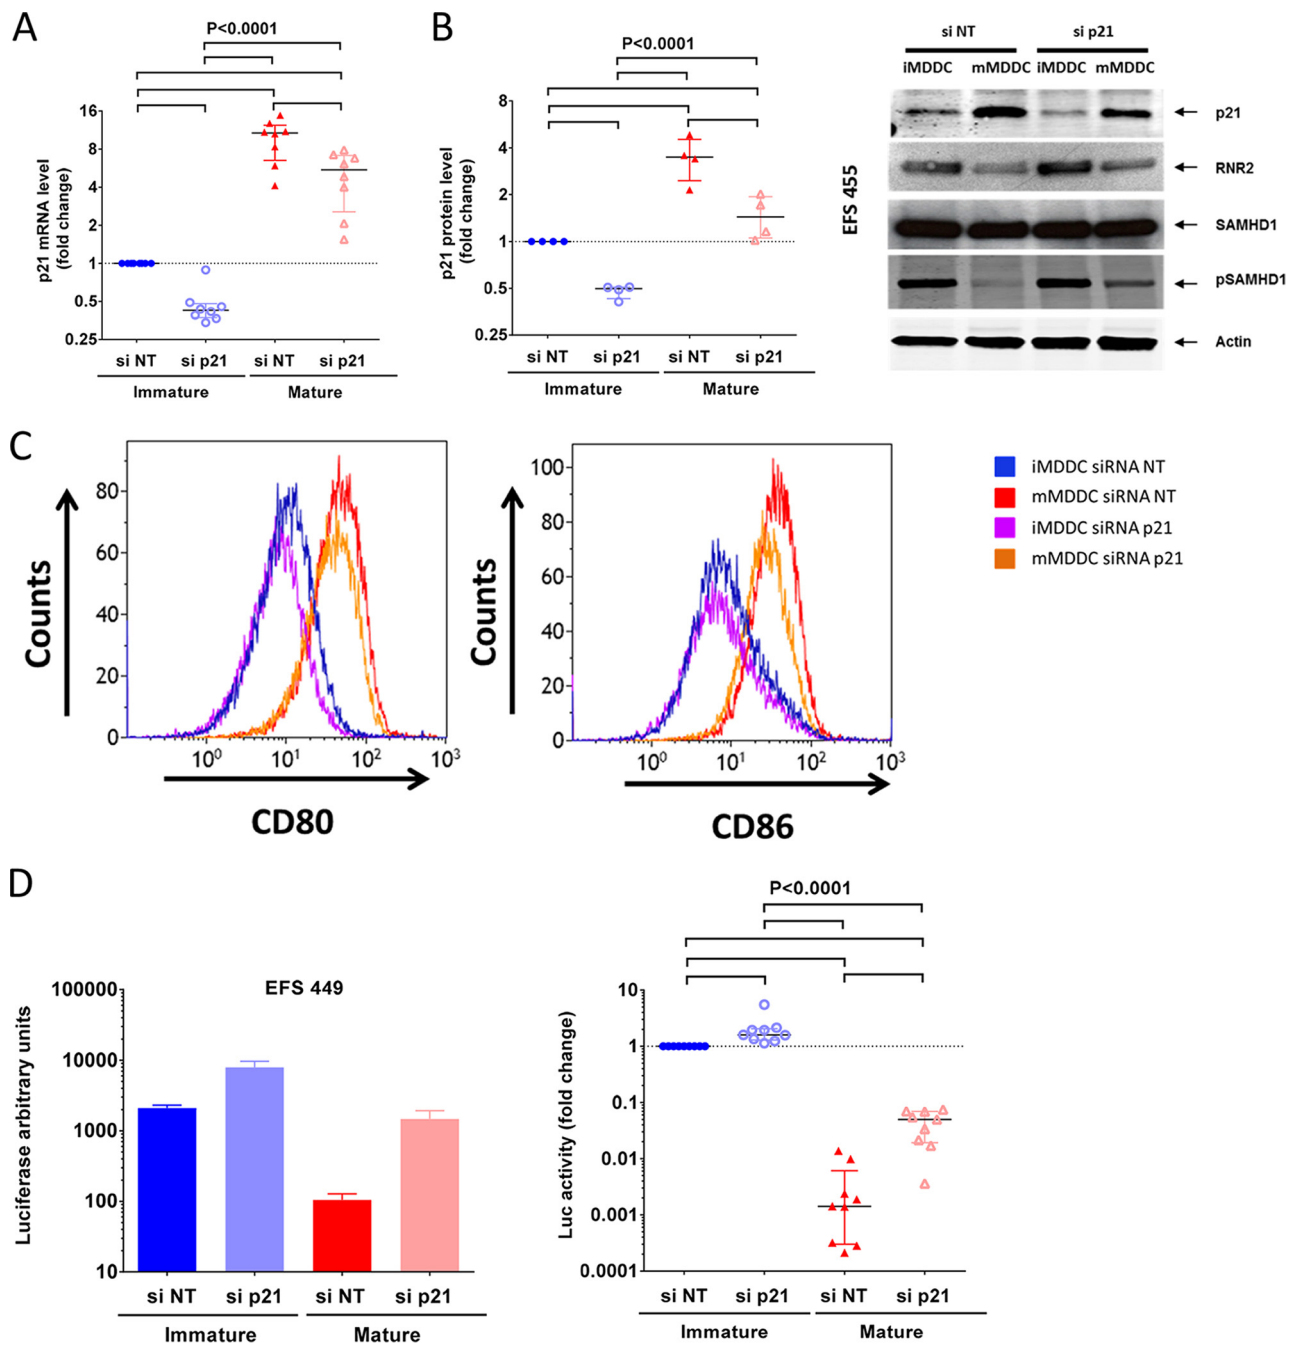 A
P<0.0001
p21 mRNA level
(fold change)
16
8
4
2
1
0.5
0.25
si NT si p21 si NT si p21
Immature Mature
B
P<0.0001
p21 protein level
(fold change)
8
4
2
1
0.5
0.25
si NT si p21 si NT si p21
Immature Mature
si NT si p21
iMDDC mMDDC iMDDC mMDDC
EFS 455
p21
RNR2
SAMHD1
pSAMHD1
Actin
C
Counts
80
60
40
20
0
10⁰ 10¹ 10² 10³
CD80
Counts
100
80
60
40
20
0
10⁰ 10¹ 10² 10³
CD86
iMDDC siRNA NT
mMDDC siRNA NT
iMDDC siRNA p21
mMDDC siRNA p21
D
EFS 449
Luciferase arbitrary units
100000
10000
1000
100
10
si NT si p21 si NT si p21
Immature Mature
P<0.0001
Luc activity (fold change)
10
1
0.1
0.01
0.001
0.0001
si NT si p21 si NT si p21
Immature Mature